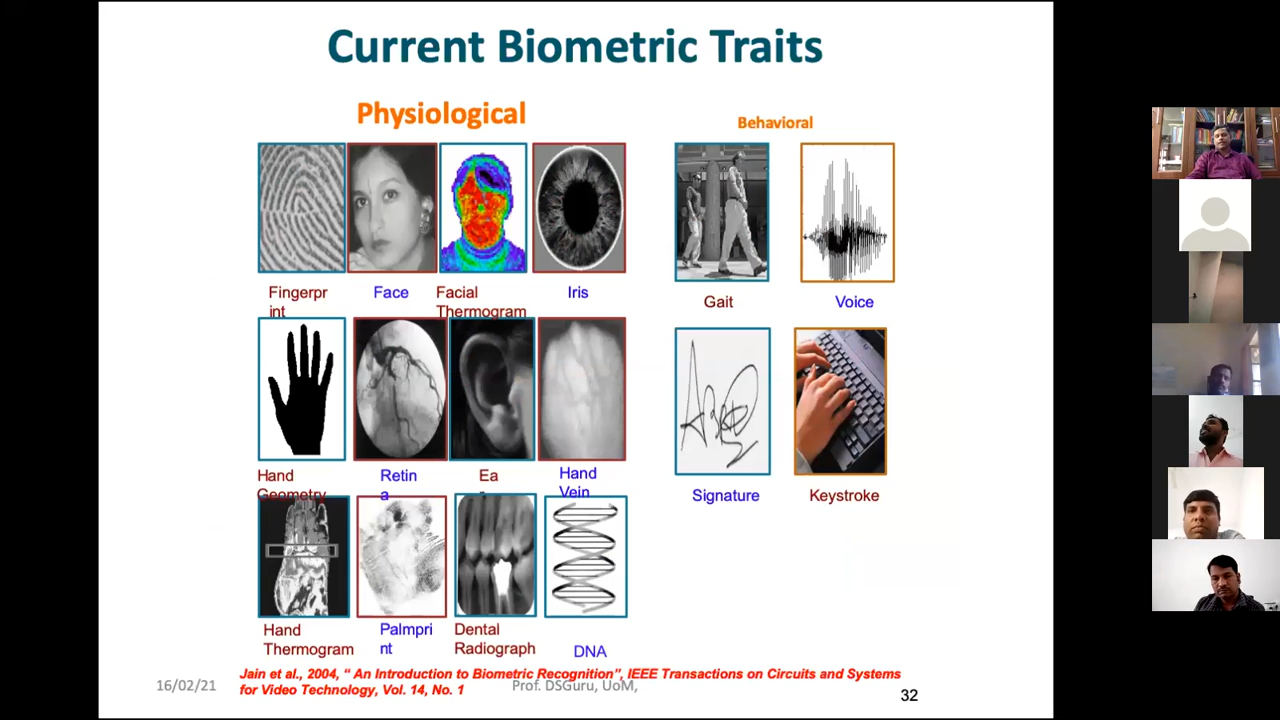 Current Biometric Traits
Physiological
Behavioral
Fingerpr
int
Face
Facial
Thermogram
Iris
Gait
Voice
Hand
Geometry
Retin
a
Ea
r
Hand
Vein
Signature
Keystroke
Hand
Thermogram
Palmpri
nt
Dental
Radiograph
DNA
Jain et al., 2004, “ An Introduction to Biometric Recognition”, IEEE Transactions on Circuits and Systems
for Video Technology, Vol. 14, No. 1
16/02/21
Prof. DSGuru, UoM,
32